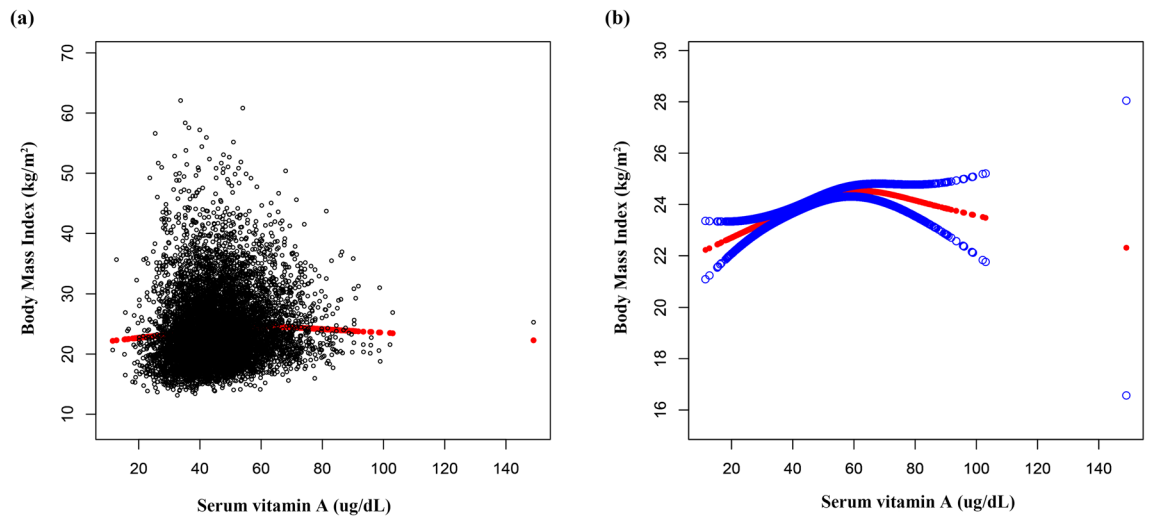 (a)
Body Mass Index (kg/m²)
70
60
50
40
30
20
10
20 40 60 80 100 120 140
Serum vitamin A (ug/dL)
(b)
Body Mass Index (kg/m²)
30
28
26
24
22
20
18
16
20 40 60 80 100 120 140
Serum vitamin A (ug/dL)